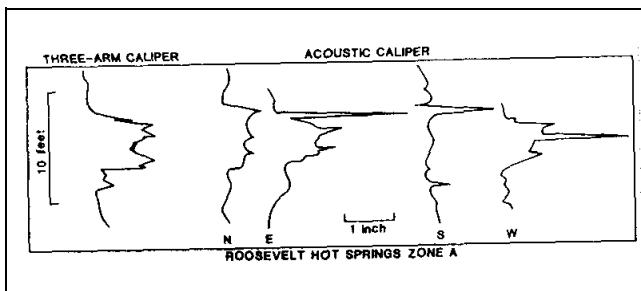 THREE-ARM CALIPER ACOUSTIC CALIPER
10 feet
1 inch
N E S W
ROOSEVELT HOT SPRINGS ZONE A